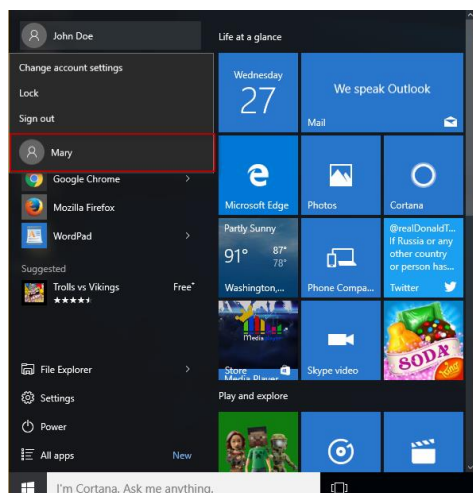 John Doe
Change account settings
Lock
Sign out
Mary
Google Chrome
Mozilla Firefox
WordPad
Suggested
Trolls vs Vikings Free*
File Explorer
Settings
Power
All apps New
I'm Cortana. Ask me anything.
Life at a glance
Wednesday
27
We speak Outlook
Mail
Microsoft Edge
Photos
Cortana
Partly Sunny
91° 87°
78°
Washington,...
Phone Compa...
@realDonaldT...
If Russia or any
other country
or person has...
Twitter
Media
Store
Media Player
Skype video
SODA
King
Play and explore